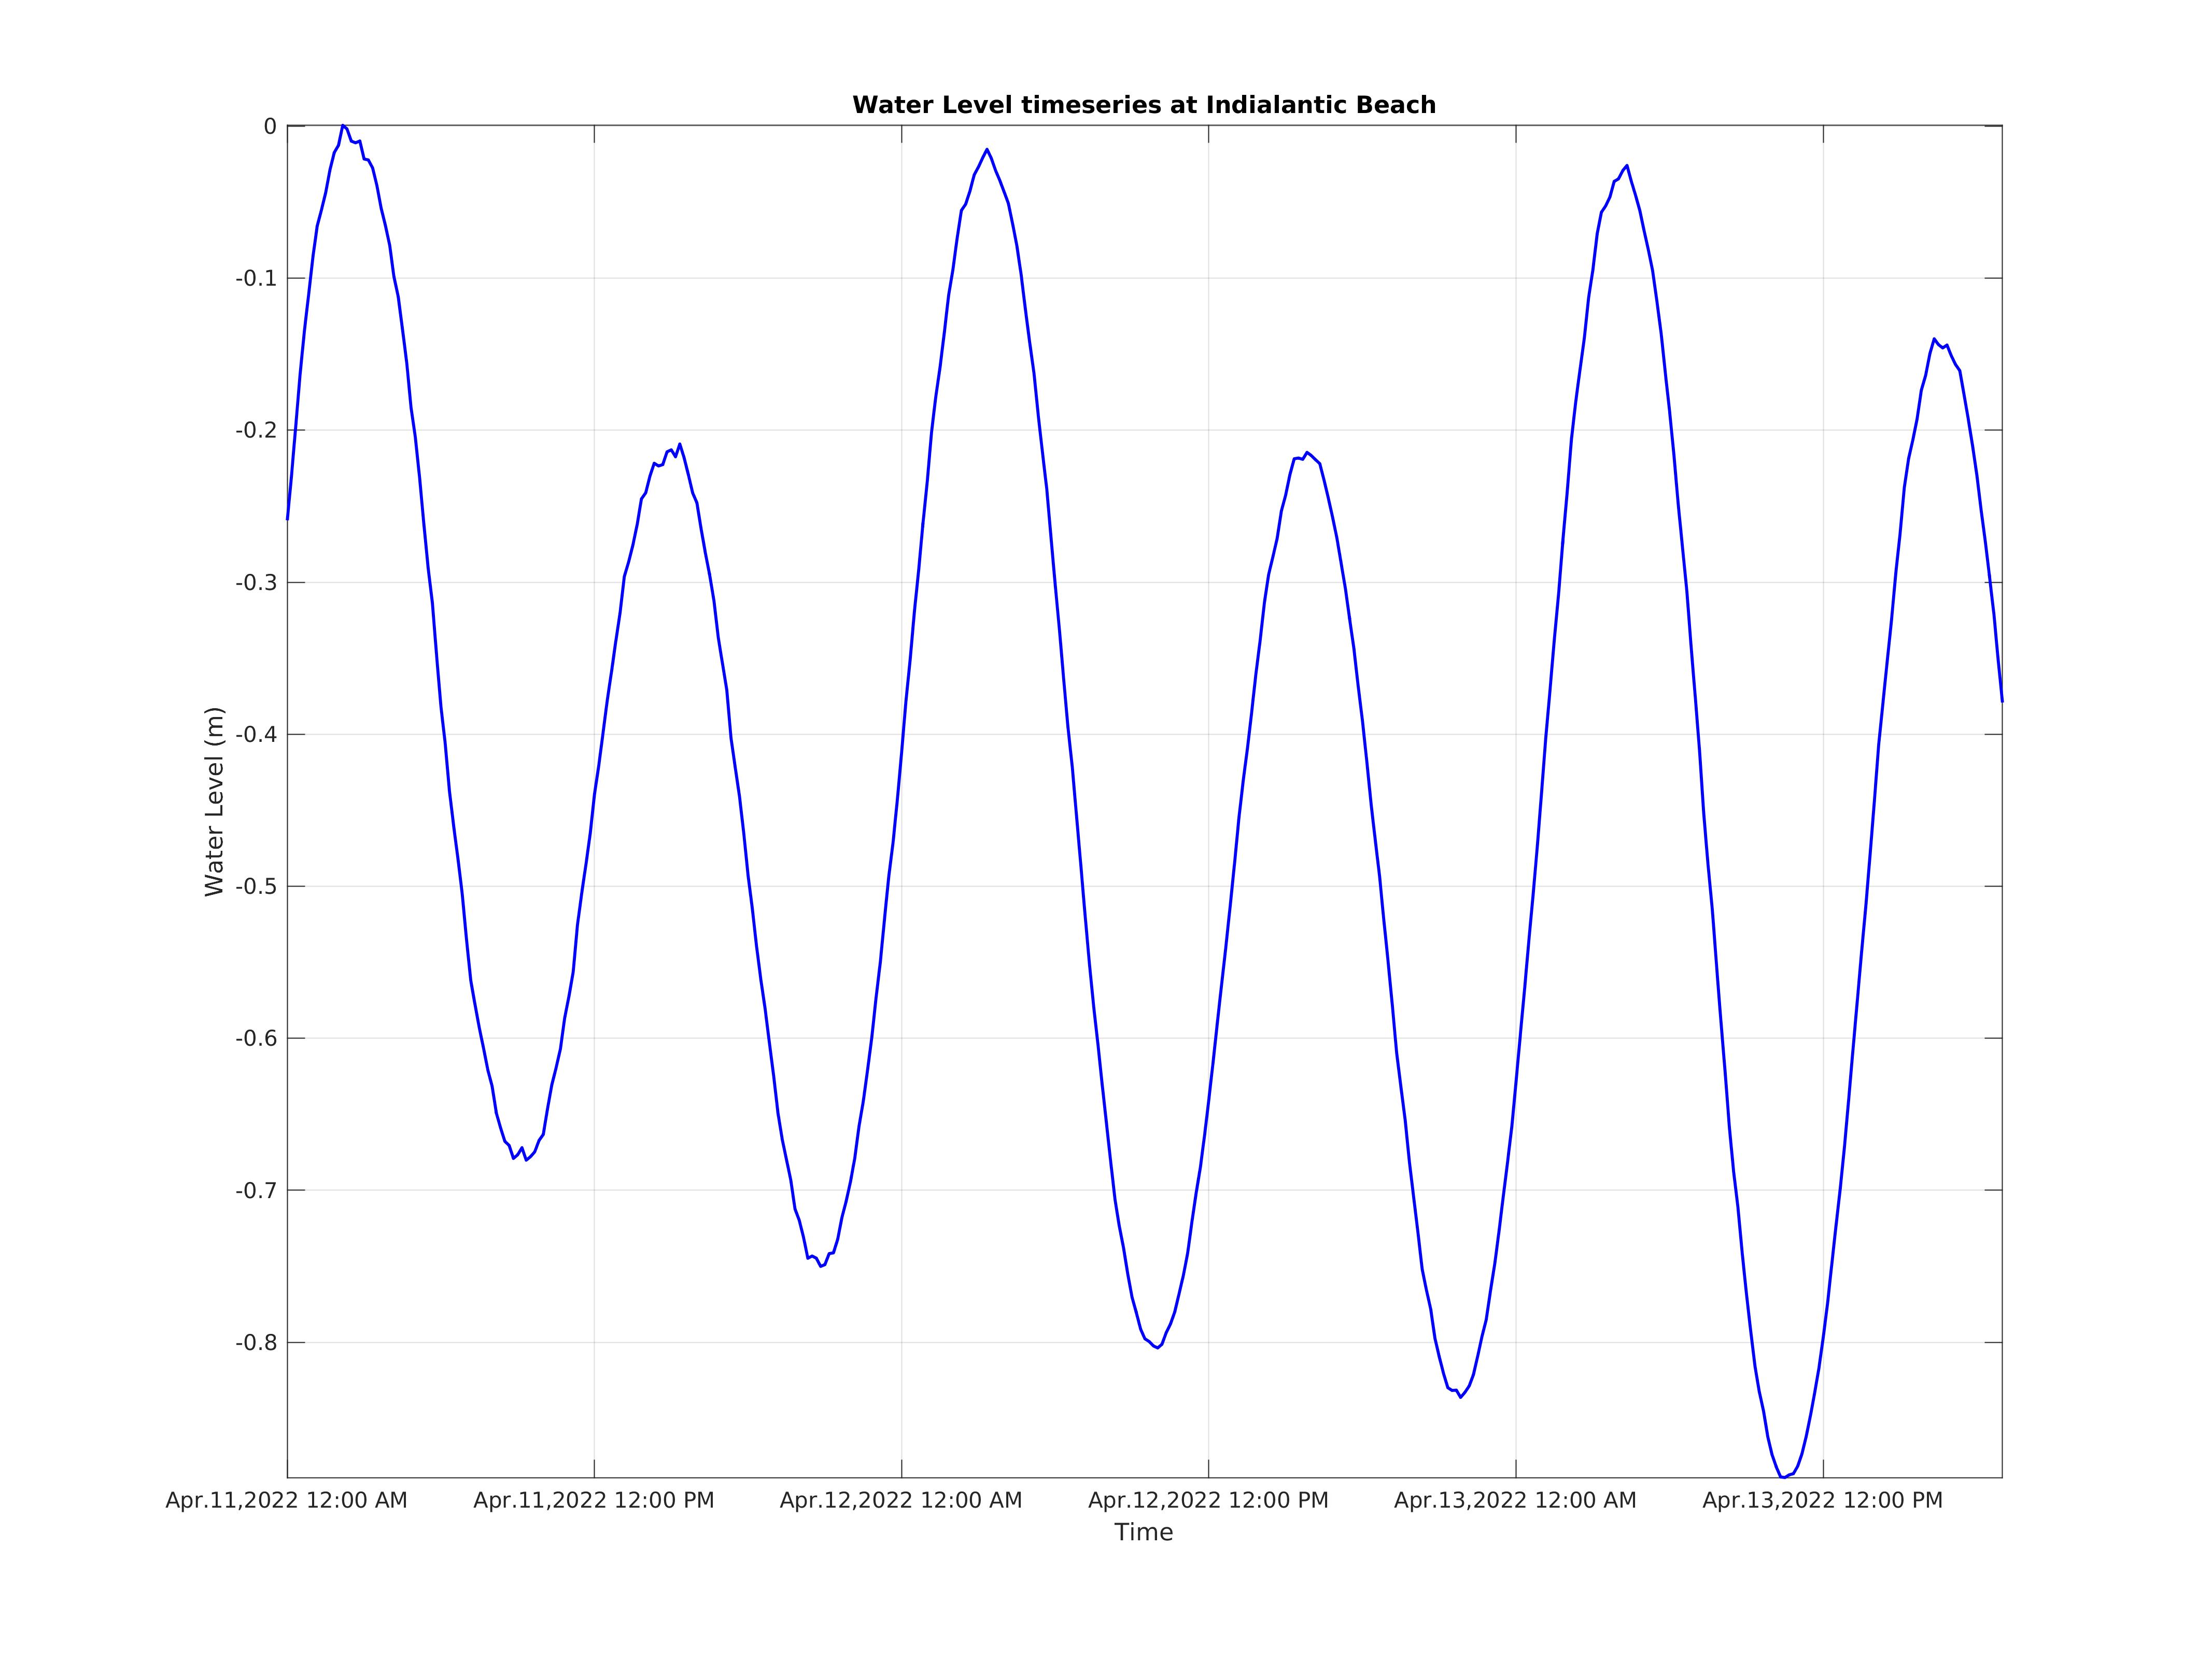 Water Level timeseries at Indialantic Beach
0
-0.1
-0.2
-0.3
-0.4
-0.5
-0.6
-0.7
-0.8
Water Level (m)
Apr.11,2022 12:00 AM Apr.11,2022 12:00 PM Apr.12,2022 12:00 AM Apr.12,2022 12:00 PM Apr.13,2022 12:00 AM Apr.13,2022 12:00 PM
Time